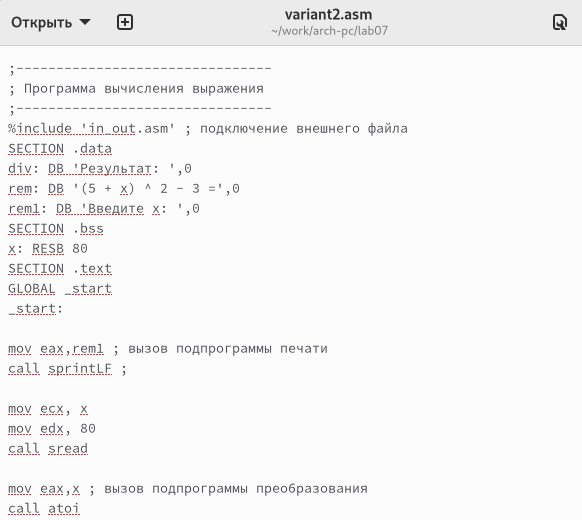 Открыть
variant2.asm
~/work/arch-pc/lab07
;--------------------------------
; Программа вычисления выражения
;--------------------------------
%include 'in_out.asm' ; подключение внешнего файла
SECTION .data
div: DB 'Результат: ',0
rem: DB '(5 + x) ^ 2 - 3 =',0
rem1: DB 'Введите x: ',0
SECTION .bss
x: RESB 80
SECTION .text
GLOBAL _start
_start:
mov eax,rem1 ; вызов подпрограммы печати
call sprintLF ;
mov ecx, x
mov edx, 80
call sread
mov eax,x ; вызов подпрограммы преобразования
call atoi